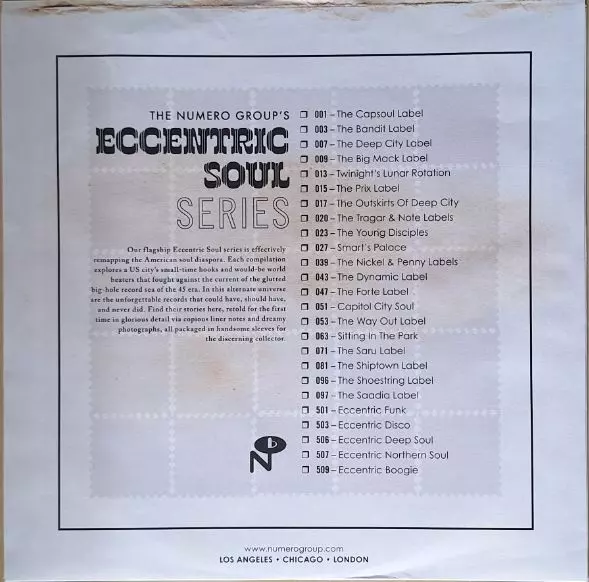 THE NUMERO GROUP'S
ECCENTRIC
SOUL
SERIES
Our flagship Eccentric Soul series is effectively
remapping the American soul diaspora. Each compilation
explores a US city's small-time hooks and would-be world
beaters that fought against the current of the glutted
big-hole record sea of the 45 era. In this alternate universe
are the unforgettable records that could have, should have,
and never did. Find their stories here, retold for the first
time in glorious detail via copious liner notes and dreamy
photographs, all packaged in handsome sleeves for
the discerning collector.
001 – The Capsoul Label
003 – The Bandit Label
007 – The Deep City Label
009 – The Big Mack Label
013 – Twinight's Lunar Rotation
015 – The Prix Label
017 – The Outskirts Of Deep City
020 – The Tragar & Note Labels
023 – The Young Disciples
027 – Smart's Palace
039 – The Nickel & Penny Labels
043 – The Dynamic Label
047 – The Forte Label
051 – Capitol City Soul
053 – The Way Out Label
063 – Sitting In The Park
071 – The Saru Label
081 – The Shiptown Label
096 – The Shoestring Label
097 – The Saadia Label
501 – Eccentric Funk
503 – Eccentric Disco
506 – Eccentric Deep Soul
507 – Eccentric Northern Soul
509 – Eccentric Boogie
N b
www.numerogroup.com
LOS ANGELES • CHICAGO • LONDON